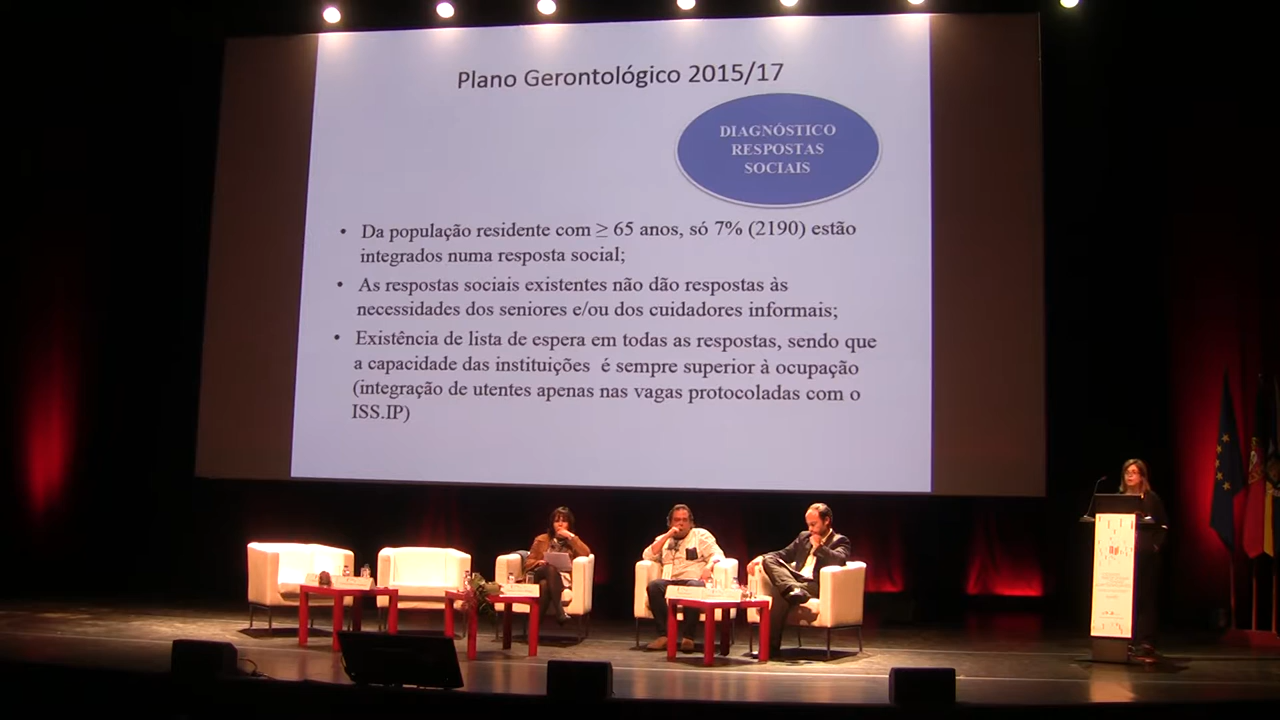 Plano Gerontológico 2015/17
DIAGNÓSTICO
RESPOSTAS
SOCIAIS
• Da população residente com ≥ 65 anos, só 7% (2190) estão
integrados numa resposta social;
• As respostas sociais existentes não dão respostas às
necessidades dos seniores e/ou dos cuidadores informais;
• Existência de lista de espera em todas as respostas, sendo que
a capacidade das instituições é sempre superior à ocupação
(integração de utentes apenas nas vagas protocoladas com o
ISS.IP)